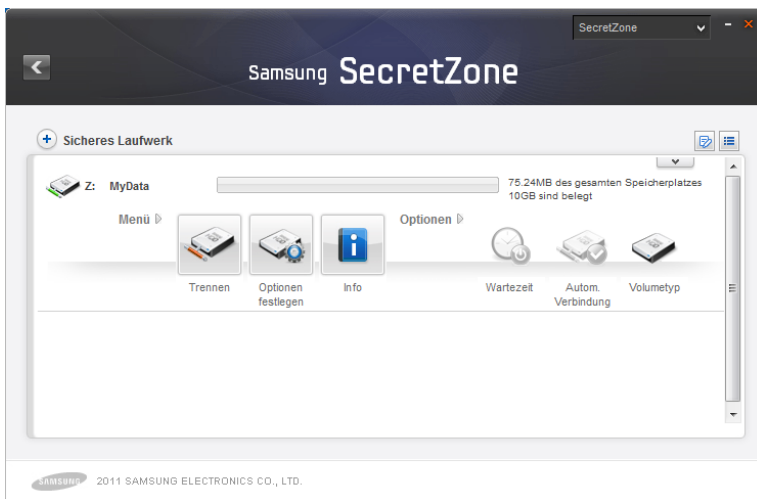 SecretZone
Samsung SecretZone
Sicheres Laufwerk
Z: MyData
75.24MB des gesamten Speicherplatzes
10GB sind belegt
Menü
Optionen
Trennen
Optionen
festlegen
Info
Wartezeit
Autom.
Verbindung
Volumetyp
SAMSUNG 2011 SAMSUNG ELECTRONICS CO., LTD.